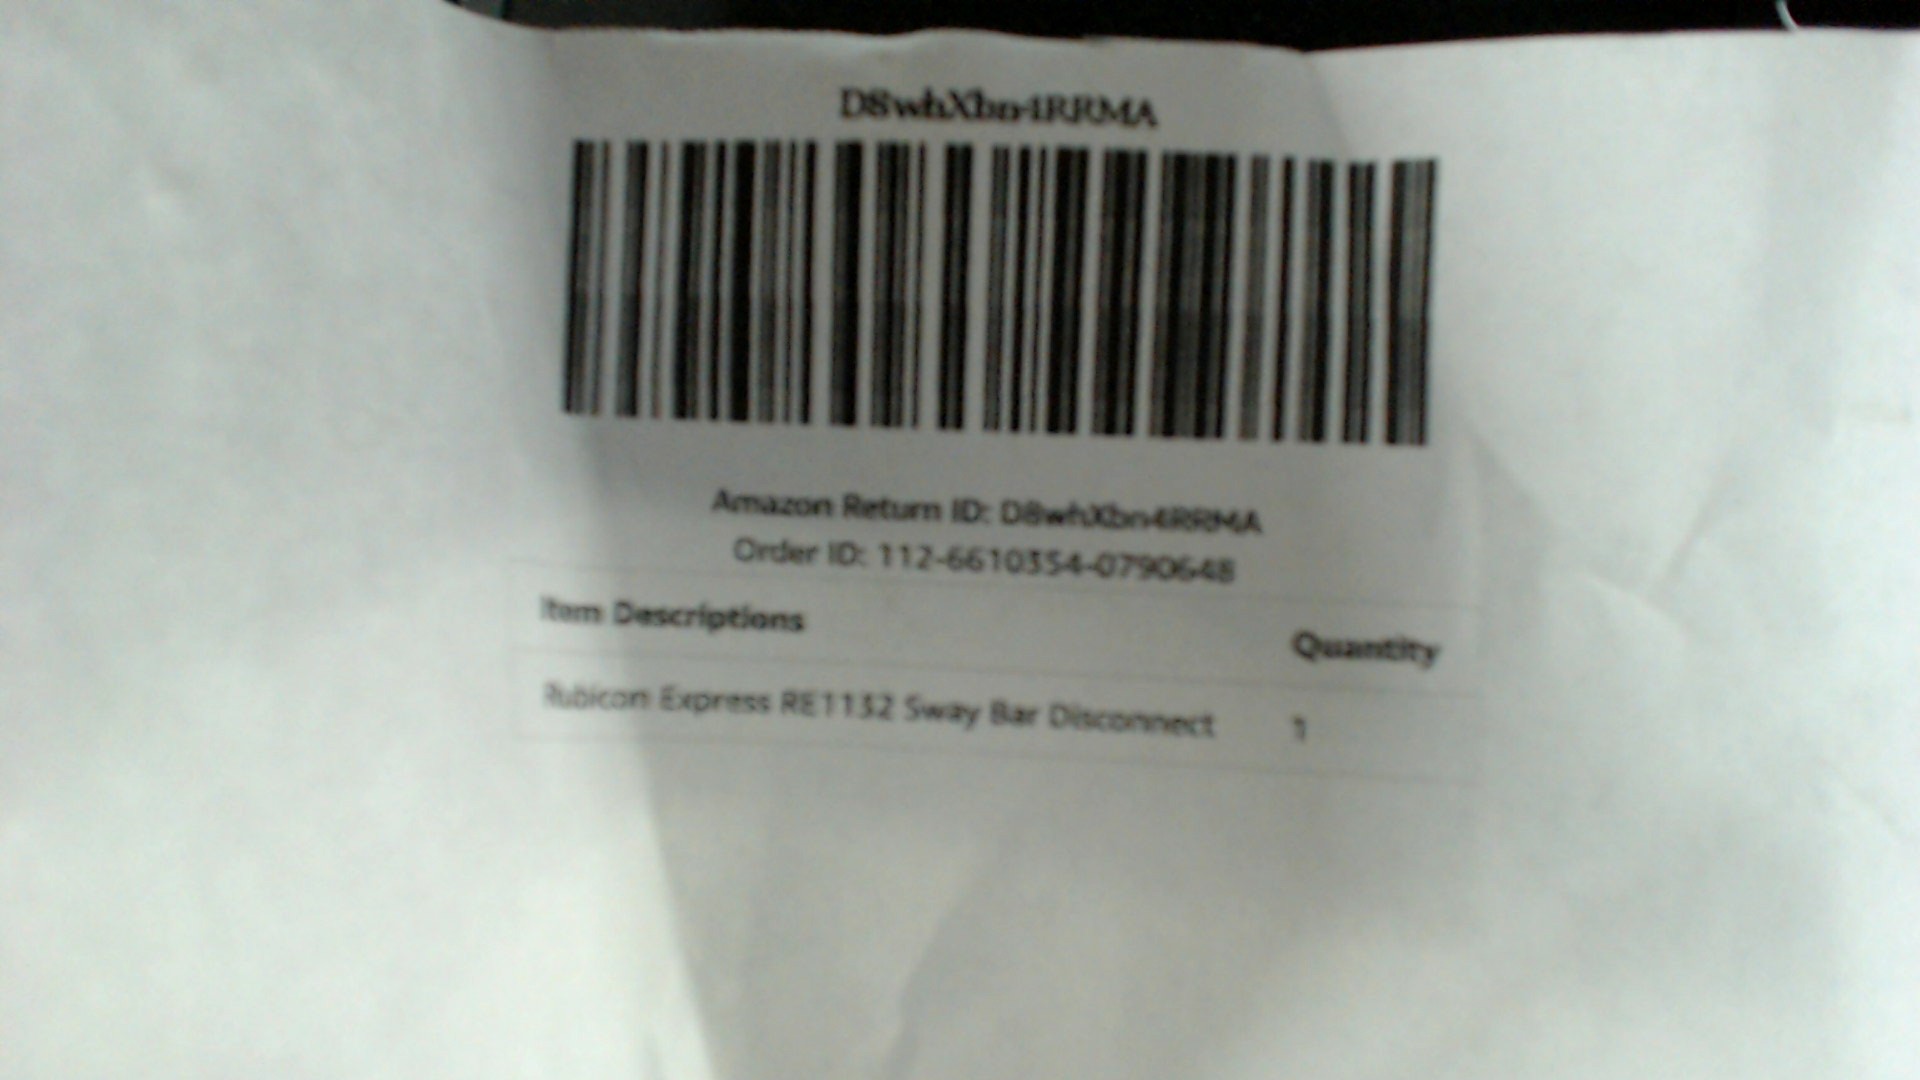 D8whXbn4RRMA
Amazon Return ID: D8whXbn4RRMA
Order ID: 112-6610354-0790648
Item Descriptions
Quantity
Rubicon Express RE1132 Sway Bar Disconnect
1